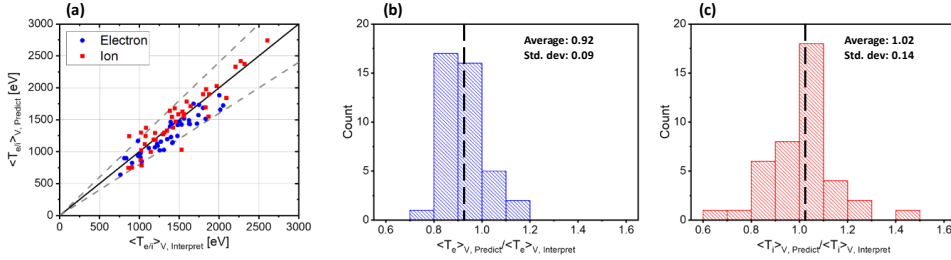 (a)
3000
2500
2000
1500
1000
500
0
Electron
Ion
<T e/i>V, Predict [eV]
0 500 1000 1500 2000 2500 3000
<T e/i>V, Interpret [eV]
(b)
20
15
10
5
0
Count
Average: 0.92
Std. dev: 0.09
0.6 0.8 1.0 1.2 1.4 1.6
<Te>V, Predict/<Te>V, Interpret
(c)
20
15
10
5
0
Count
Average: 1.02
Std. dev: 0.14
0.6 0.8 1.0 1.2 1.4 1.6
<Ti>V, Predict/<Ti>V, Interpret